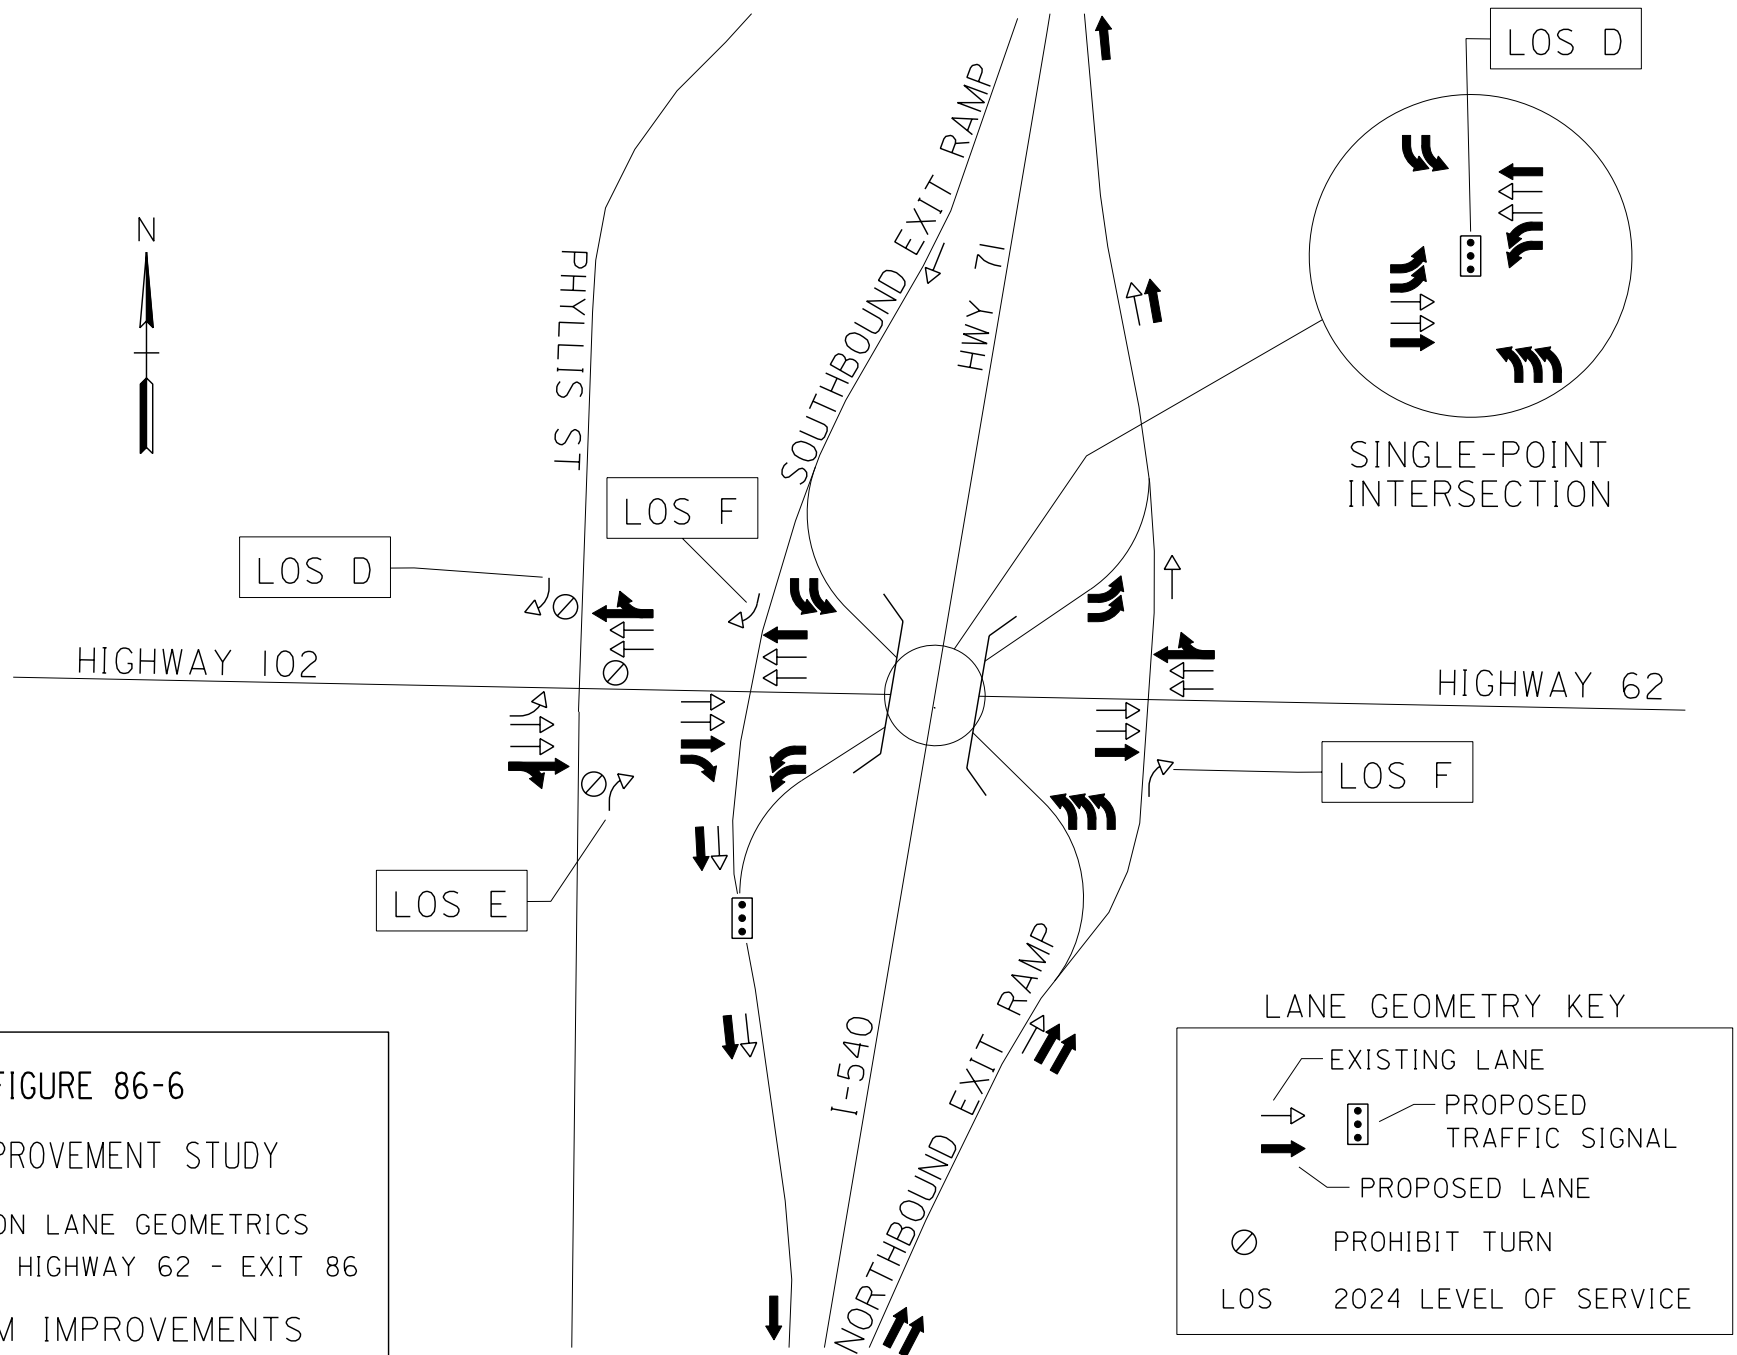 LOS D
N
SOUTHBOUND EXIT RAMP
HWY 71
PHYLLIS ST
SINGLE-POINT
INTERSECTION
LOS F
LOS D
HIGHWAY 102
HIGHWAY 62
LOS F
LOS E
I-540
NORTHBOUND EXIT RAMP
LANE GEOMETRY KEY
EXISTING LANE
PROPOSED
TRAFFIC SIGNAL
PROPOSED LANE
PROHIBIT TURN
LOS 2024 LEVEL OF SERVICE
FIGURE 86-6
PROVEMENT STUDY
ON LANE GEOMETRICS
HIGHWAY 62 - EXIT 86
M IMPROVEMENTS